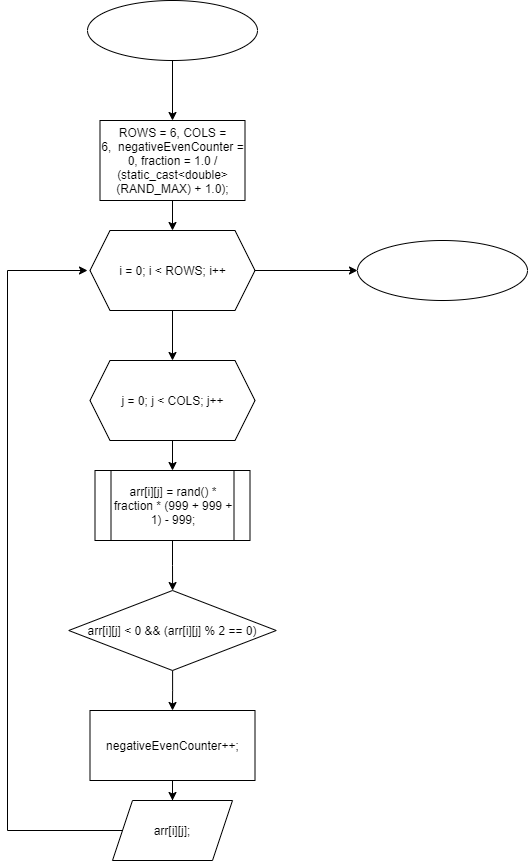 ROWS = 6, COLS =
6,  negativeEvenCounter =
0, fraction = 1.0 /
(static_cast<double>
(RAND_MAX) + 1.0);
i = 0; i < ROWS; i++
j = 0; j < COLS; j++
arr[i][j] = rand() *
fraction * (999 + 999 +
1) - 999;
arr[i][j] < 0 && (arr[i][j] % 2 == 0)
negativeEvenCounter++;
arr[i][j];